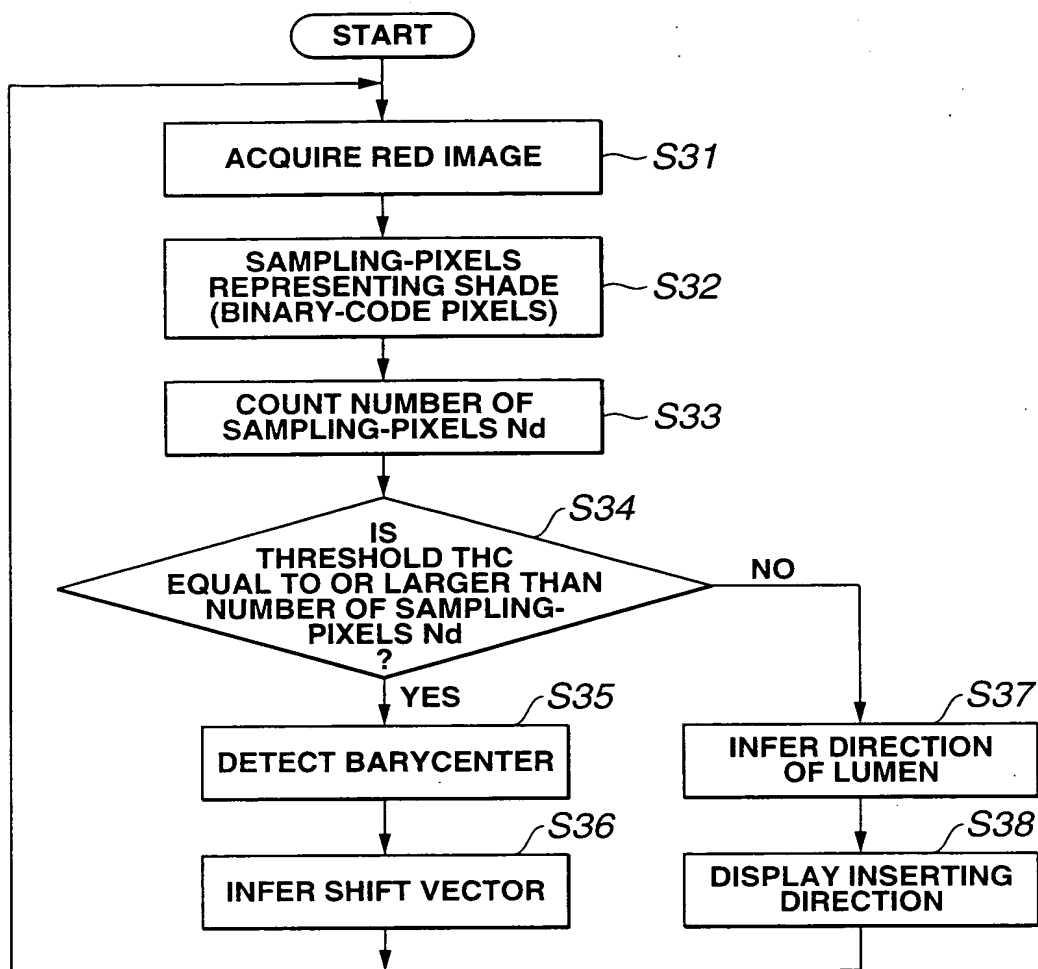 START
ACQUIRE RED IMAGE
S31
SAMPLING-PIXELS
REPRESENTING SHADE
(BINARY-CODE PIXELS)
S32
COUNT NUMBER OF
SAMPLING-PIXELS Nd
S33
S34
IS
THRESHOLD THC
EQUAL TO OR LARGER THAN
NUMBER OF SAMPLING-
PIXELS Nd
?
NO
YES
S35
DETECT BARYCENTER
S36
INFER SHIFT VECTOR
S37
INFER DIRECTION
OF LUMEN
S38
DISPLAY INSERTING
DIRECTION